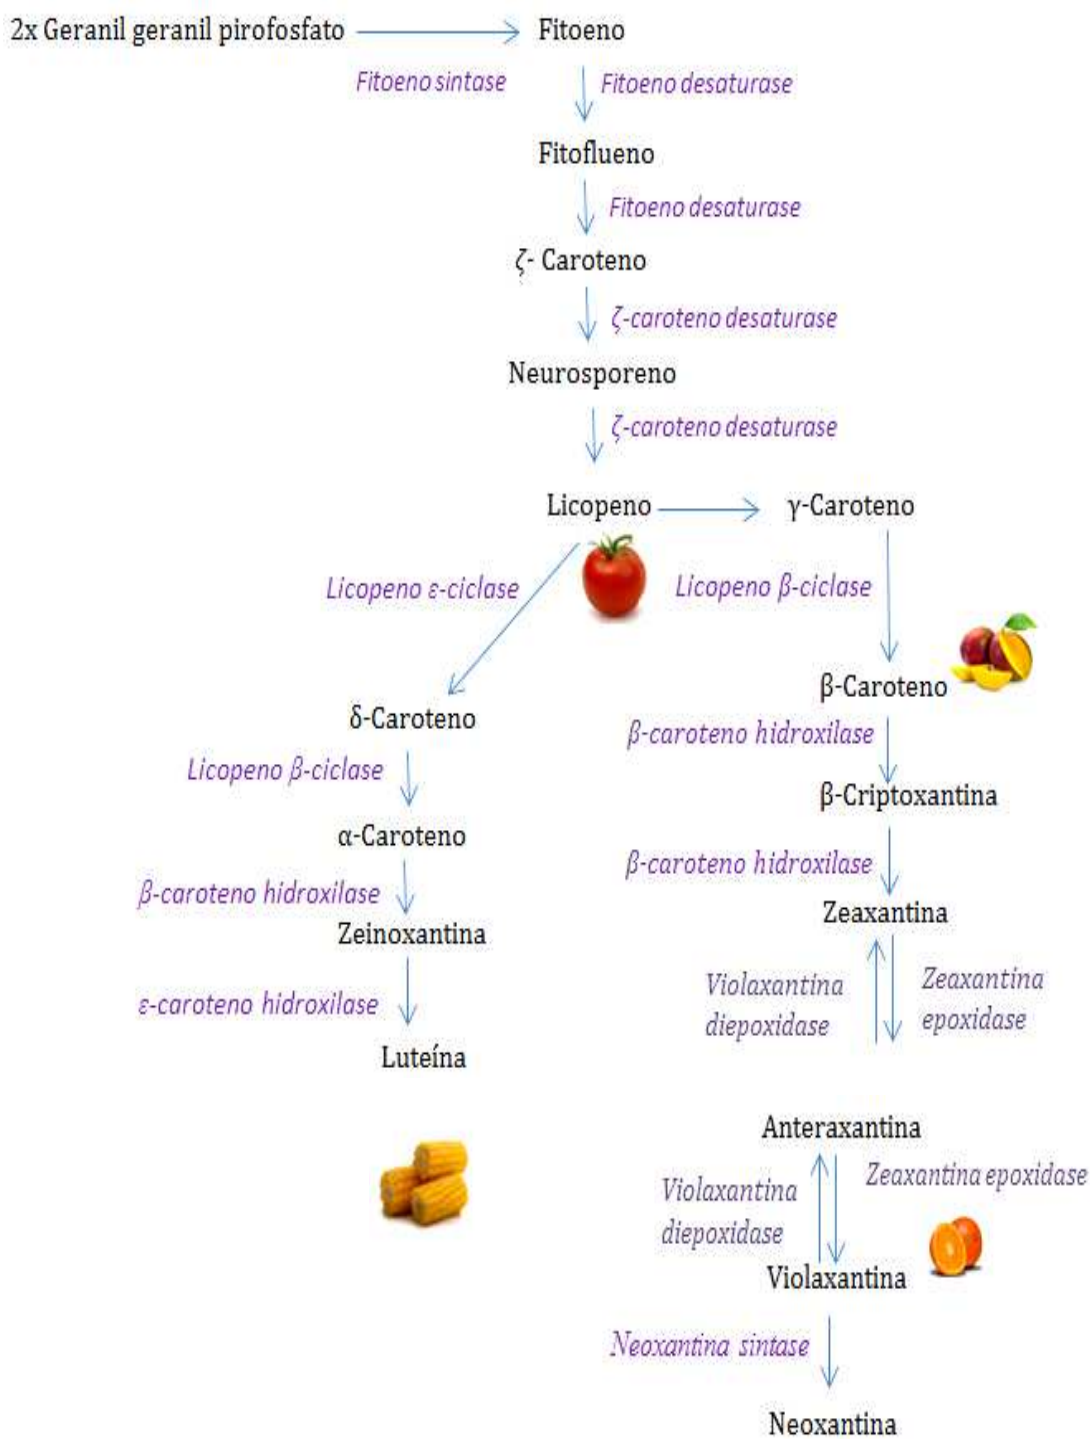 2x Geranil geranil pirofosfato
Fitoeno
Fitoeno sintase
Fitoeno desaturase
Fitoflueno
Fitoeno desaturase
ζ- Caroteno
ζ-caroteno desaturase
Neurosporeno
ζ-caroteno desaturase
Licopeno
γ-Caroteno
Licopeno ε-ciclase
Licopeno β-ciclase
β-Caroteno
δ-Caroteno
β-caroteno hidroxilase
Licopeno β-ciclase
β-Criptoxantina
α-Caroteno
β-caroteno hidroxilase
β-caroteno hidroxilase
Zeaxantina
Zeinoxantina
Violaxantina
diepoxidase
Zeaxantina
epoxidase
ε-caroteno hidroxilase
Luteína
Anteraxantina
Zeaxantina epoxidase
Violaxantina
diepoxidase
Violaxantina
Neoxantina sintase
Neoxantina